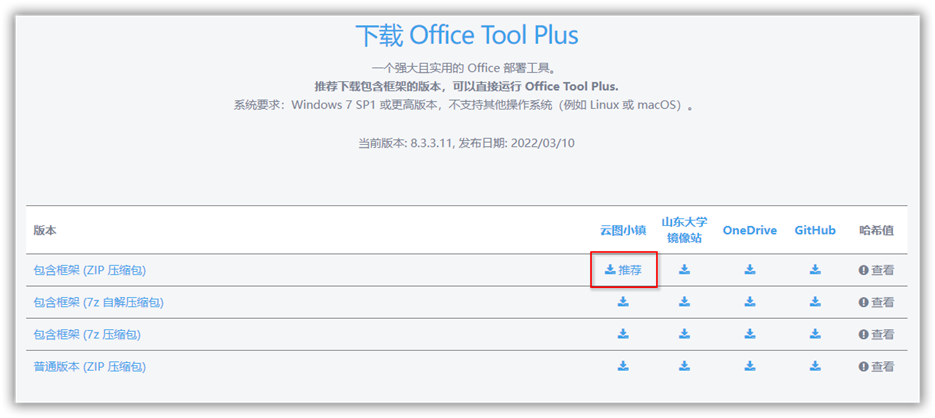 下载 Office Tool Plus
一个强大且实用的 Office 部署工具。
推荐下载包含框架的版本，可以直接运行 Office Tool Plus.
系统要求：Windows 7 SP1 或更高版本，不支持其他操作系统（例如 Linux 或 macOS）。
当前版本: 8.3.3.11, 发布日期: 2022/03/10
版本 云图小镇 山东大学 镜像站 OneDrive GitHub 哈希值
包含框架 (ZIP 压缩包) 推荐 查看
包含框架 (7z 自解压缩包) 查看
包含框架 (7z 压缩包) 查看
普通版本 (ZIP 压缩包) 查看